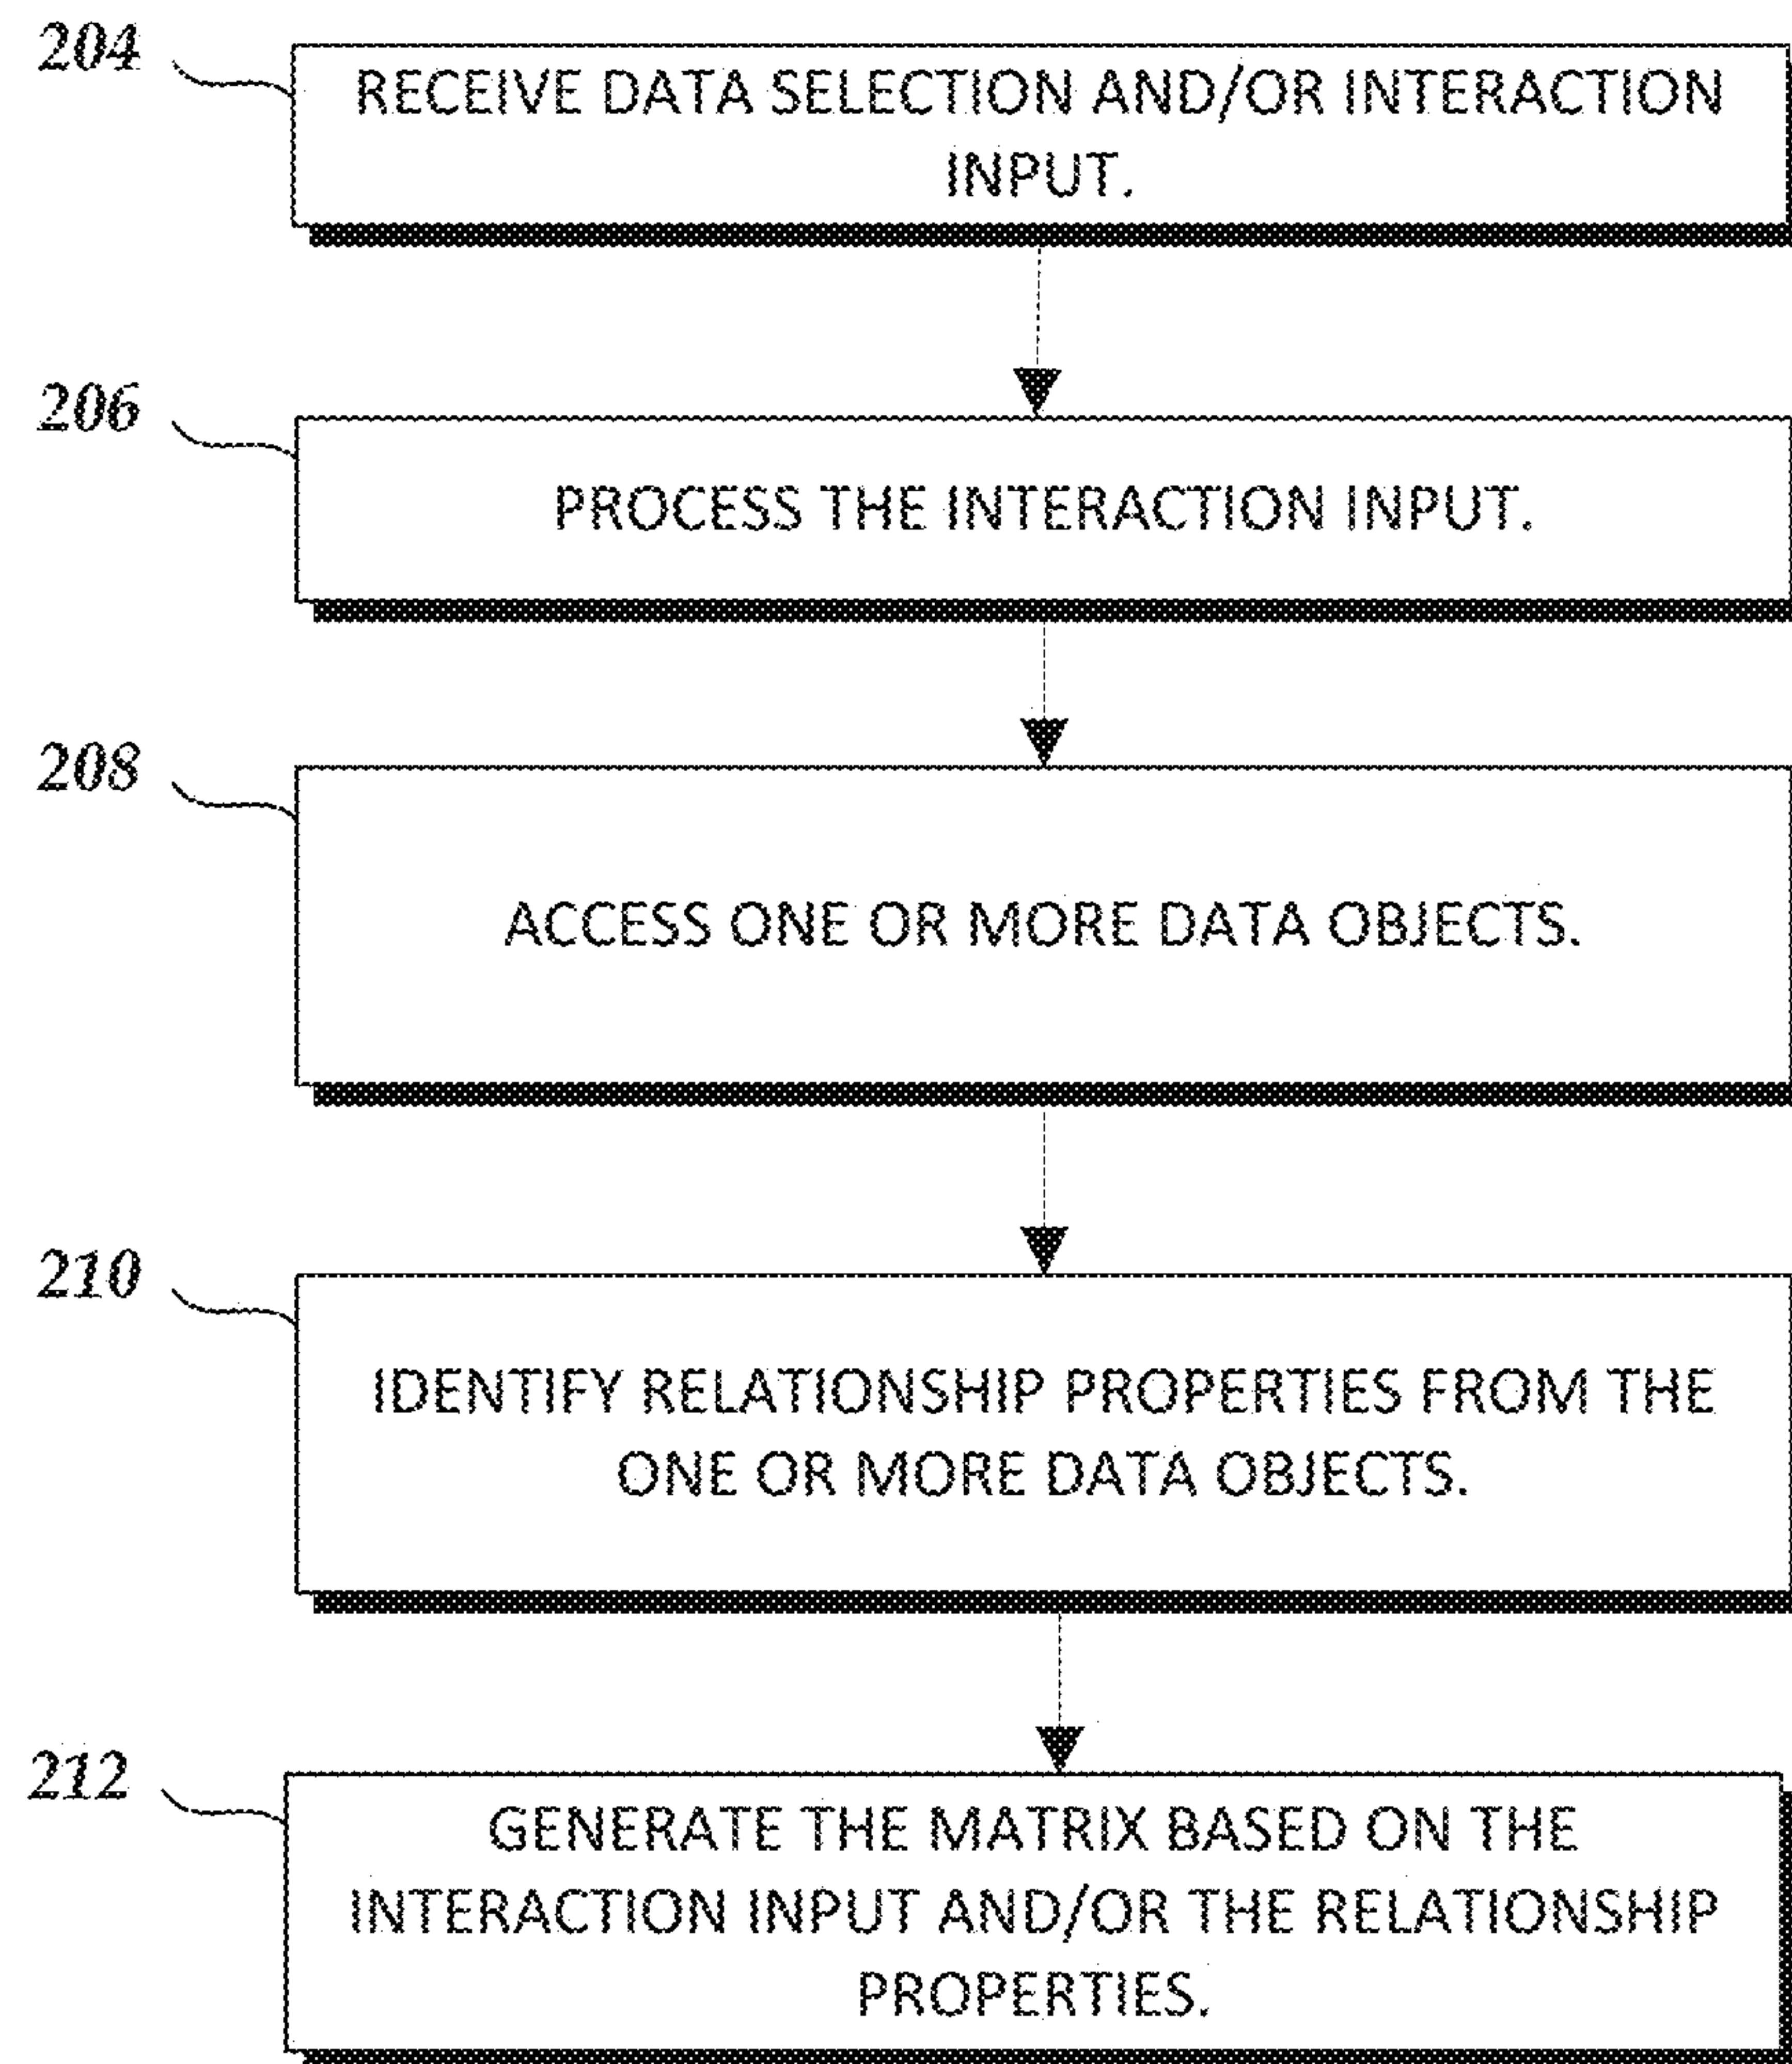 204
RECEIVE DATA SELECTION AND/OR INTERACTION
INPUT.
206
PROCESS THE INTERACTION INPUT.
208
ACCESS ONE OR MORE DATA OBJECTS.
210
IDENTIFY RELATIONSHIP PROPERTIES FROM THE
ONE OR MORE DATA OBJECTS.
212
GENERATE THE MATRIX BASED ON THE
INTERACTION INPUT AND/OR THE RELATIONSHIP
PROPERTIES.